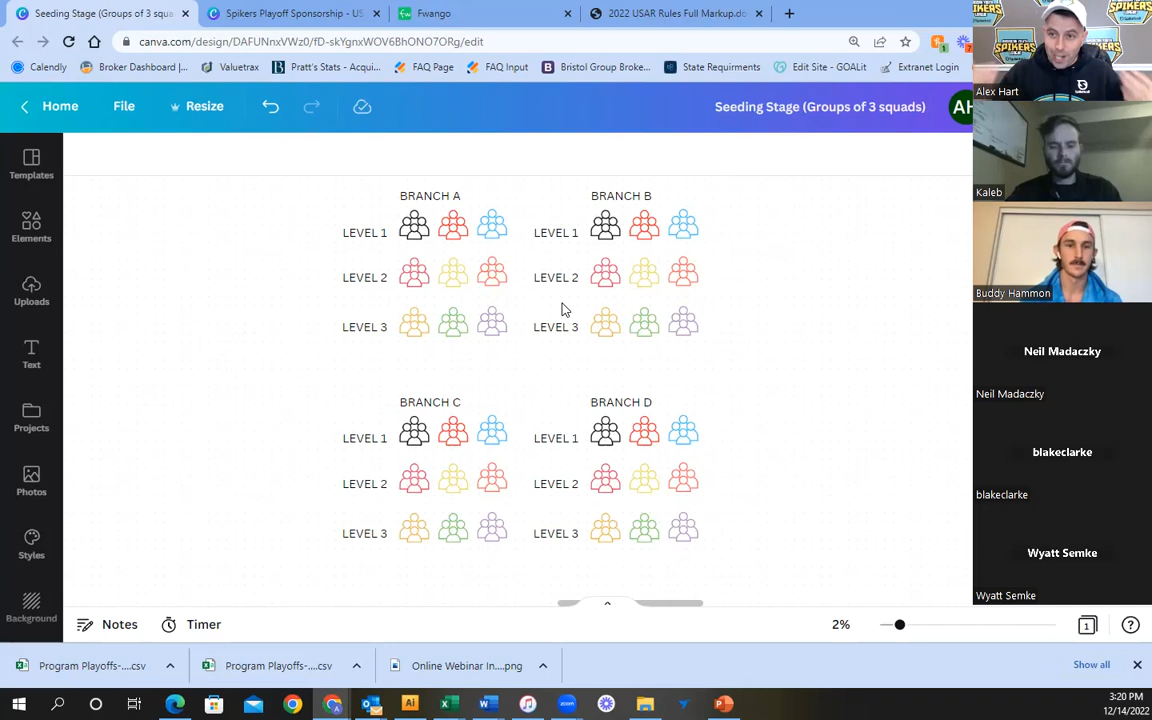 Seeding Stage (Groups of 3 squa
Spikers Playoff Sponsorship - US
Fwango
2022 USAR Rules Full Markup.do
canva.com/design/DAFUNnxVWz0/fD-skYgnxWOV6BhONO7ORg/edit
Calendly
Broker Dashboard |...
Valuetrax
Pratt's Stats - Acqui...
FAQ Page
FAQ Input
Bristol Group Broke...
State Requirments
Edit Site - GOALit
Extranet Login
Home
File
Resize
Seeding Stage (Groups of 3 squads)
AH
Templates
Elements
Uploads
Text
Projects
Photos
Styles
Background
BRANCH A
LEVEL 1
LEVEL 2
LEVEL 3
BRANCH B
LEVEL 1
LEVEL 2
LEVEL 3
BRANCH C
LEVEL 1
LEVEL 2
LEVEL 3
BRANCH D
LEVEL 1
LEVEL 2
LEVEL 3
Alex Hart
Kaleb
Buddy Hammon
Neil Madaczky
Neil Madaczky
blakeclarke
blakeclarke
Wyatt Semke
Wyatt Semke
Notes
Timer
2%
1
Program Playoffs-....csv
Program Playoffs-....csv
Online Webinar In....png
Show all
3:20 PM
12/14/2022